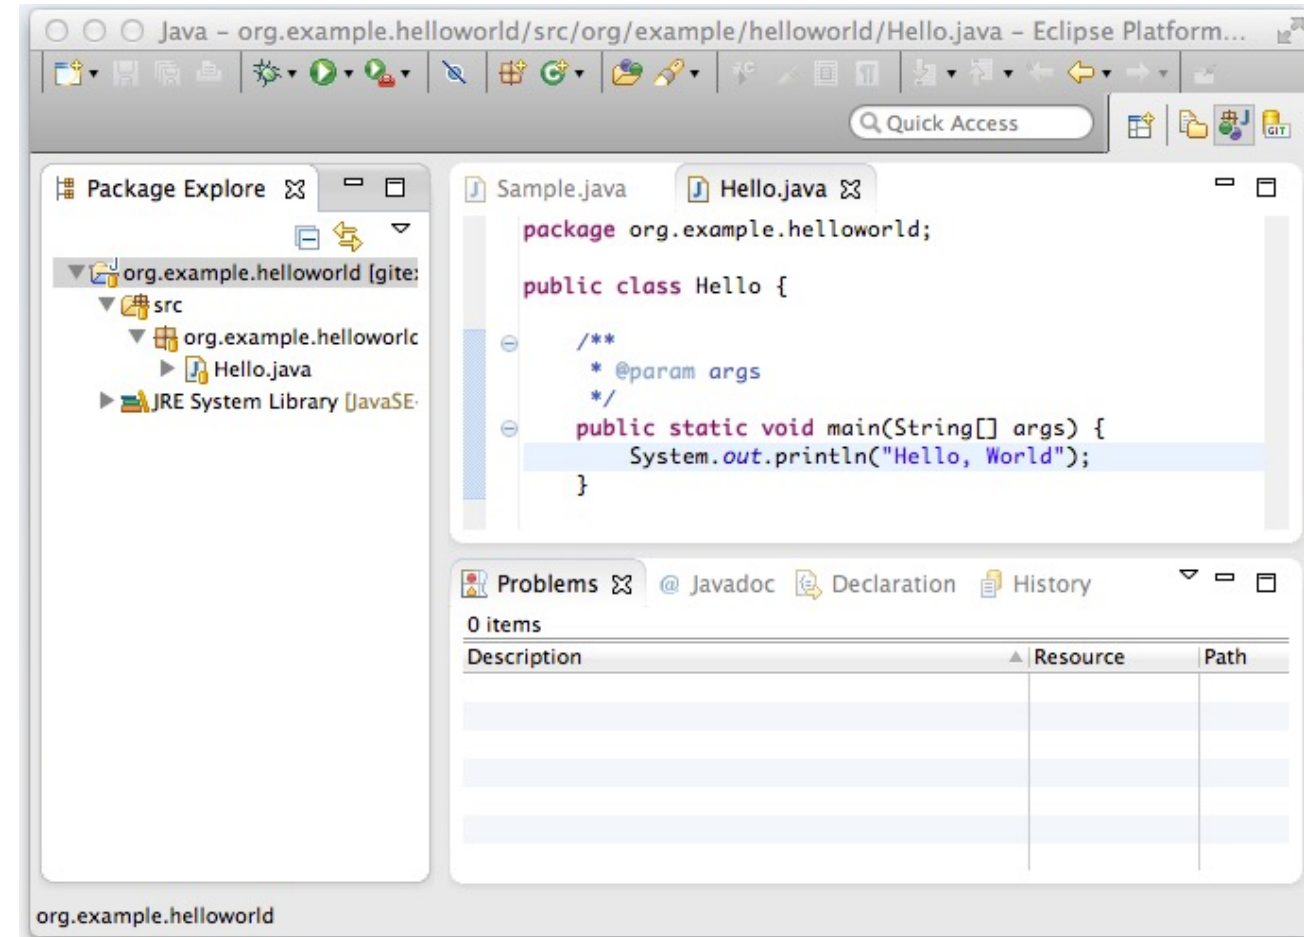 Java – org.example.helloworld/src/org/example/helloworld/Hello.java – Eclipse Platform...
Quick Access
GIT
Package Explore
org.example.helloworld [gite
src
org.example.helloworl
Hello.java
JRE System Library [JavaSE-
Sample.java Hello.java
package org.example.helloworld;
public class Hello {
/**
* @param args
*/
public static void main(String[] args) {
System.out.println("Hello, World");
}
Problems @ Javadoc Declaration History
0 items
Description Resource Path
org.example.helloworld